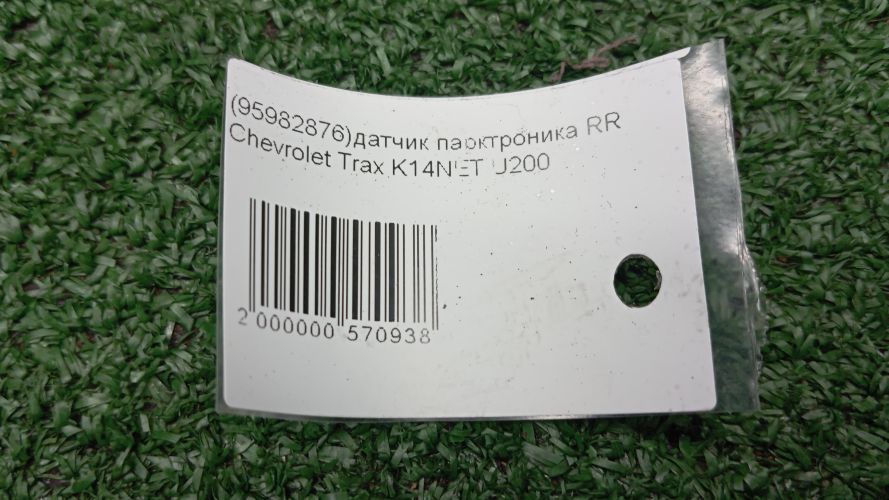 (95982876)датчик парктроника RR
Chevrolet Trax K14NET U200
2 000000 570938